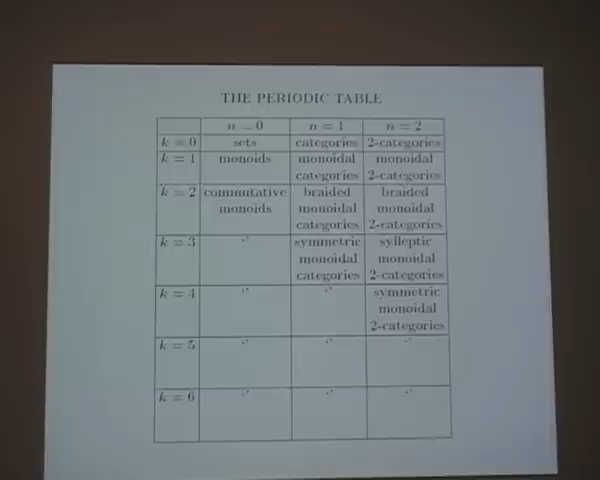 THE PERIODIC TABLE
n = 0 n = 1 n = 2
k = 0 sets categories 2-categories
k = 1 monoids monoidal monoidal
categories 2-categories
k = 2 commutative braided braided
monoids monoidal monoidal
categories 2-categories
k = 3 ‘’ symmetric sylleptic
monoidal monoidal
categories 2-categories
k = 4 ‘’ ‘’ symmetric
monoidal
2-categories
k = 5 ‘’ ‘’ ‘’
k = 6 ‘’ ‘’ ‘’